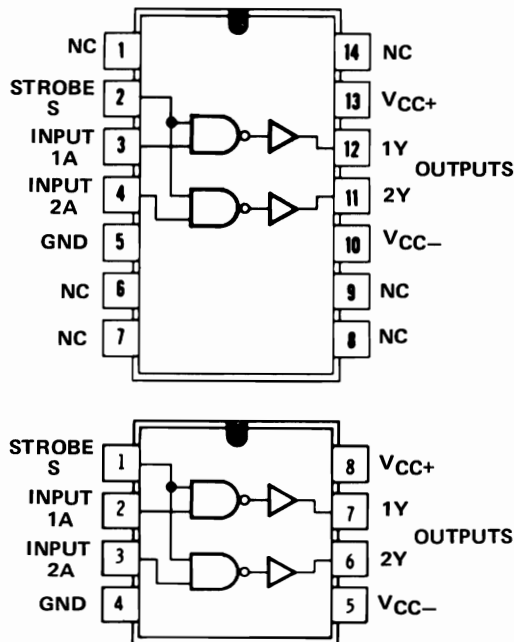 NC 1
STROBE S 2
INPUT 1A 3
INPUT 2A 4
GND 5
NC 6
NC 7
14 NC
13 VCC+
12 1Y
OUTPUTS
11 2Y
10 VCC−
9 NC
8 NC
STROBE S 1
INPUT 1A 2
INPUT 2A 3
GND 4
8 VCC+
7 1Y
OUTPUTS
6 2Y
5 VCC−